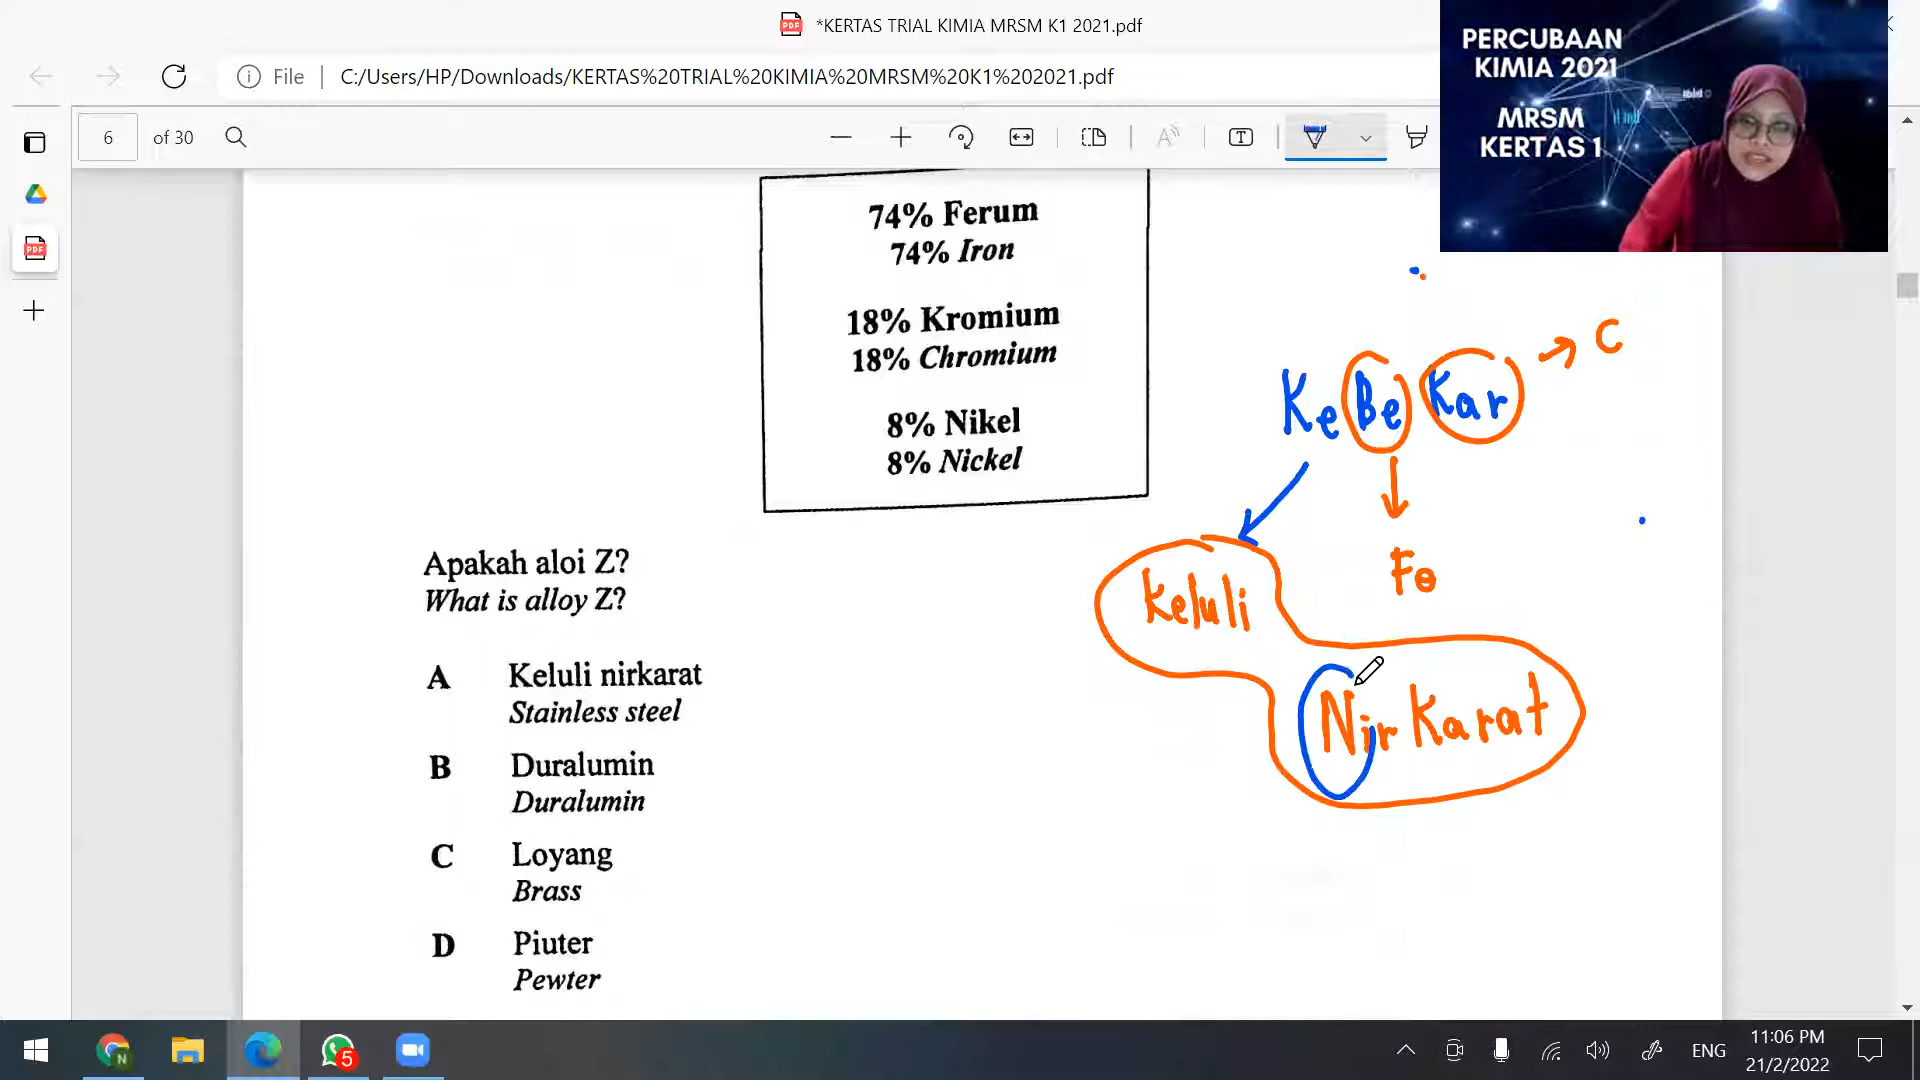 *KERTAS TRIAL KIMIA MRSM K1 2021.pdf
File
C:/Users/HP/Downloads/KERTAS%20TRIAL%20KIMIA%20MRSM%20K1%202021.pdf
6
of 30
PERCUBAAN
KIMIA 2021
MRSM
KERTAS 1
74% Ferum
74% Iron
18% Kromium
18% Chromium
8% Nikel
8% Nickel
Ke Be Kar → C
Fe
Keluli
Nir Karat
Apakah aloi Z?
What is alloy Z?
A Keluli nirkarat
Stainless steel
B Duralumin
Duralumin
C Loyang
Brass
D Piuter
Pewter
N
5
ENG
11:06 PM
21/2/2022